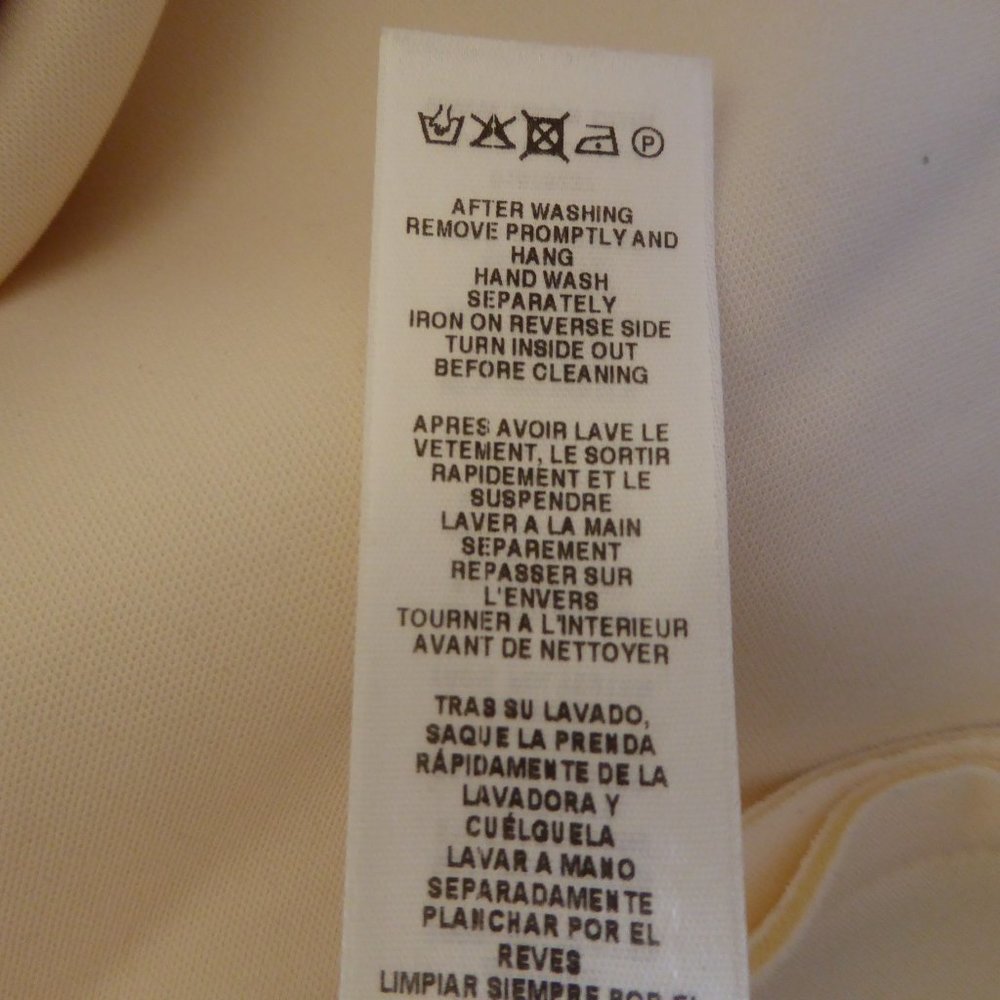 P
AFTER WASHING
REMOVE PROMPTLY AND
HANG
HAND WASH
SEPARATELY
IRON ON REVERSE SIDE
TURN INSIDE OUT
BEFORE CLEANING
APRES AVOIR LAVE LE
VETEMENT, LE SORTIR
RAPIDEMENT ET LE
SUSPENDRE
LAVER A LA MAIN
SEPAREMENT
REPASSER SUR
L'ENVERS
TOURNER A L'INTERIEUR
AVANT DE NETTOYER
TRAS SU LAVADO,
SAQUE LA PRENDA
RÁPIDAMENTE DE LA
LAVADORA Y
CUÉLGUELA
LAVAR A MANO
SEPARADAMENTE
PLANCHAR POR EL
REVES
LIMPIAR SIEMPRE POR EL